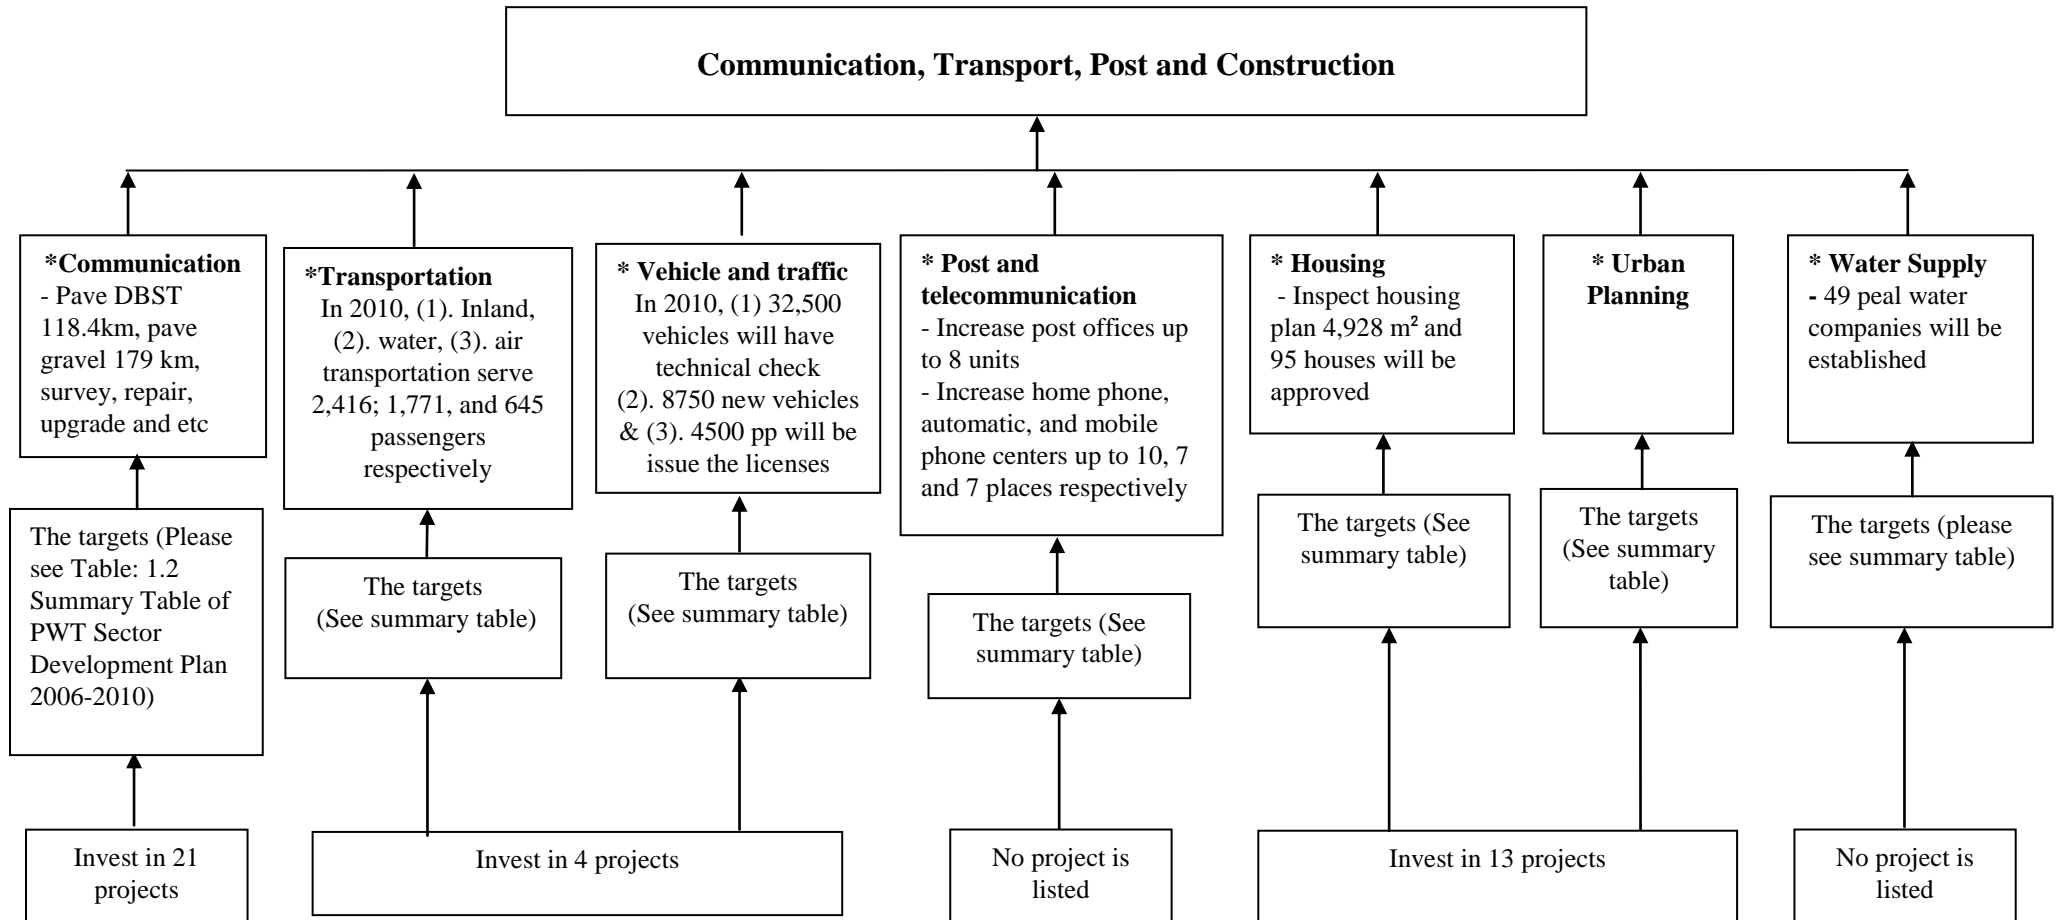 Communication, Transport, Post and Construction
*Communication
- Pave DBST
118.4km, pave
gravel 179 km,
survey, repair,
upgrade and etc
*Transportation
In 2010, (1). Inland,
(2). water, (3). air
transportation serve
2,416; 1,771, and 645
passengers
respectively
* Vehicle and traffic
In 2010, (1) 32,500
vehicles will have
technical check
(2). 8750 new vehicles
& (3). 4500 pp will be
issue the licenses
* Post and
telecommunication
- Increase post offices up
to 8 units
- Increase home phone,
automatic, and mobile
phone centers up to 10, 7
and 7 places respectively
* Housing
- Inspect housing
plan 4,928 m² and
95 houses will be
approved
* Urban
Planning
* Water Supply
- 49 peal water
companies will be
established
The targets (Please
see Table: 1.2
Summary Table of
PWT Sector
Development Plan
2006-2010)
The targets
(See summary table)
The targets
(See summary table)
The targets (See
summary table)
The targets (See
summary table)
The targets
(See summary
table)
The targets (please
see summary table)
Invest in 21
projects
Invest in 4 projects
No project is
listed
Invest in 13 projects
No project is
listed